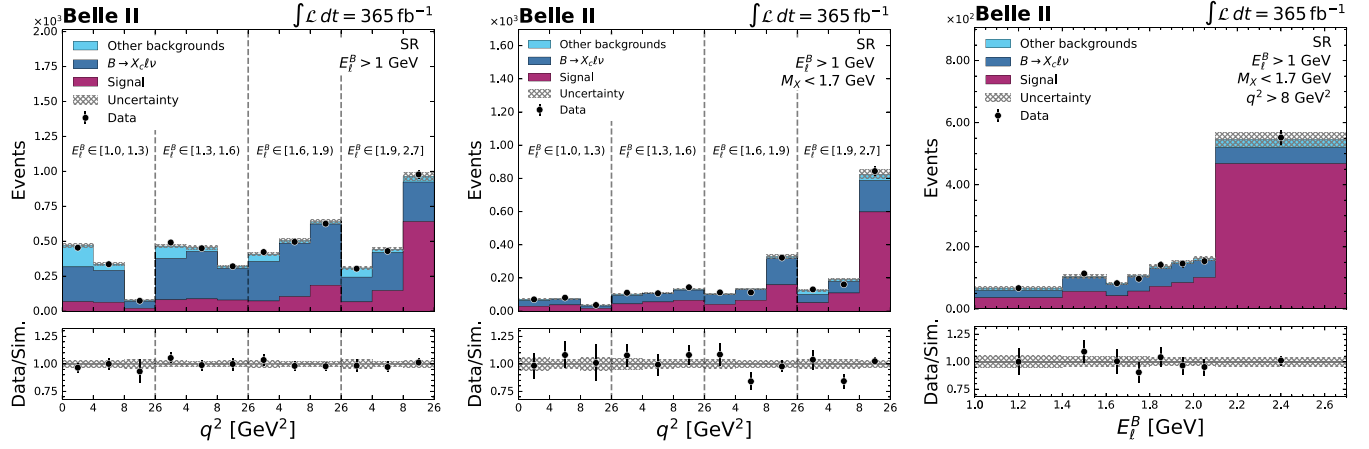 Belle II
∫ℒ dt = 365 fb⁻¹
×10³
2.00
1.75
1.50
1.25
1.00
0.75
0.50
0.25
0.00
Events
Other backgrounds
B→X_cℓν
Signal
Uncertainty
Data
SR
E_ℓ^B > 1 GeV
E_ℓ^B ∈ [1.0, 1.3)
E_ℓ^B ∈ [1.3, 1.6)
E_ℓ^B ∈ [1.6, 1.9)
E_ℓ^B ∈ [1.9, 2.7]
Data/Sim.
1.25
1.00
0.75
0 4 8 26 4 8 26 4 8 26 4 8 26
q² [GeV²]
Belle II
∫ℒ dt = 365 fb⁻¹
×10³
1.60
1.40
1.20
1.00
0.80
0.60
0.40
0.20
0.00
Events
Other backgrounds
B→X_cℓν
Signal
Uncertainty
Data
SR
E_ℓ^B > 1 GeV
M_X < 1.7 GeV
E_ℓ^B ∈ [1.0, 1.3)
E_ℓ^B ∈ [1.3, 1.6)
E_ℓ^B ∈ [1.6, 1.9)
E_ℓ^B ∈ [1.9, 2.7]
Data/Sim.
1.25
1.00
0.75
0 4 8 26 4 8 26 4 8 26 4 8 26
q² [GeV²]
Belle II
∫ℒ dt = 365 fb⁻¹
×10²
8.00
6.00
4.00
2.00
0.00
Events
Other backgrounds
B→X_cℓν
Signal
Uncertainty
Data
SR
E_ℓ^B > 1 GeV
M_X < 1.7 GeV
q² > 8 GeV²
Data/Sim.
1.25
1.00
0.75
1.0 1.2 1.4 1.6 1.8 2.0 2.2 2.4 2.6
E_ℓ^B [GeV]